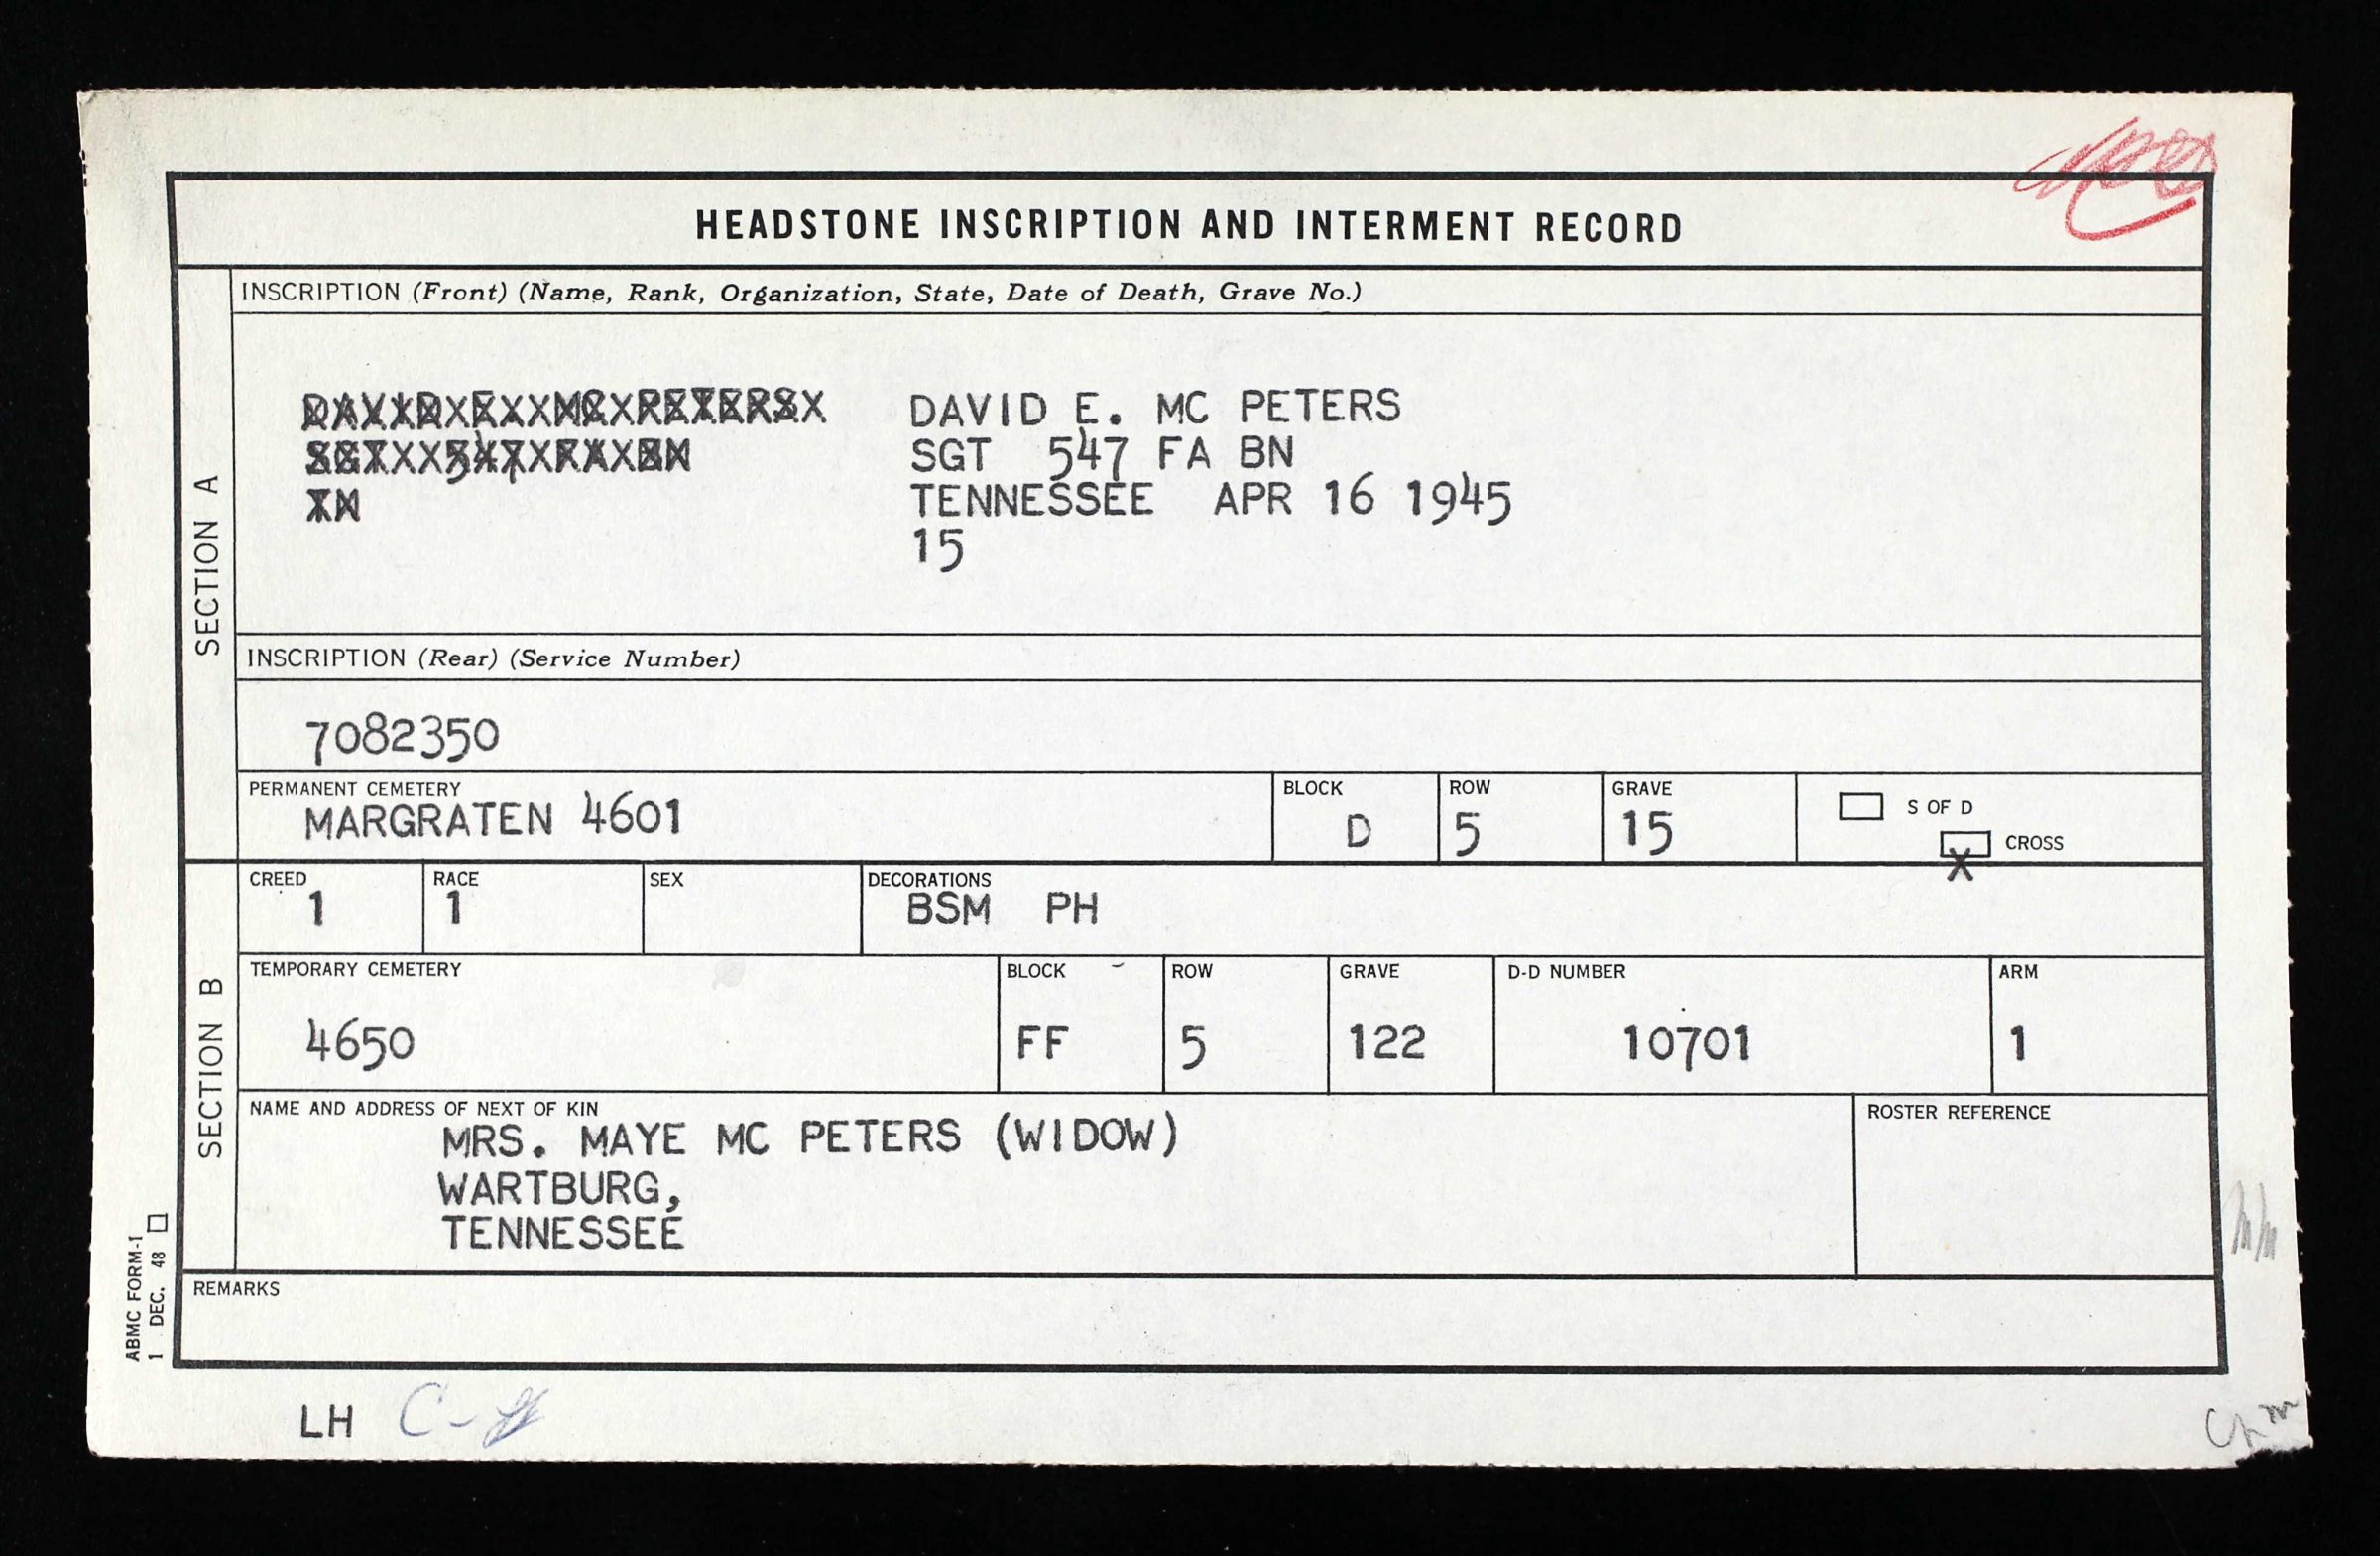 HEADSTONE INSCRIPTION AND INTERMENT RECORD
SECTION A
INSCRIPTION (Front) (Name, Rank, Organization, State, Date of Death, Grave No.)
DAVID E. MC PETERS
SGT 547 FA BN
TENNESSEE APR 16 1945
15
INSCRIPTION (Rear) (Service Number)
7082350
PERMANENT CEMETERY
MARGRATEN 4601
BLOCK
D
ROW
5
GRAVE
15
S OF D
X CROSS
SECTION B
CREED
1
RACE
1
SEX
DECORATIONS
BSM PH
TEMPORARY CEMETERY
4650
BLOCK
FF
ROW
5
GRAVE
122
D-D NUMBER
10701
ARM
1
NAME AND ADDRESS OF NEXT OF KIN
MRS. MAYE MC PETERS (WIDOW)
WARTBURG,
TENNESSEE
ROSTER REFERENCE
REMARKS
ABMC FORM-1
1 DEC. 48
LH